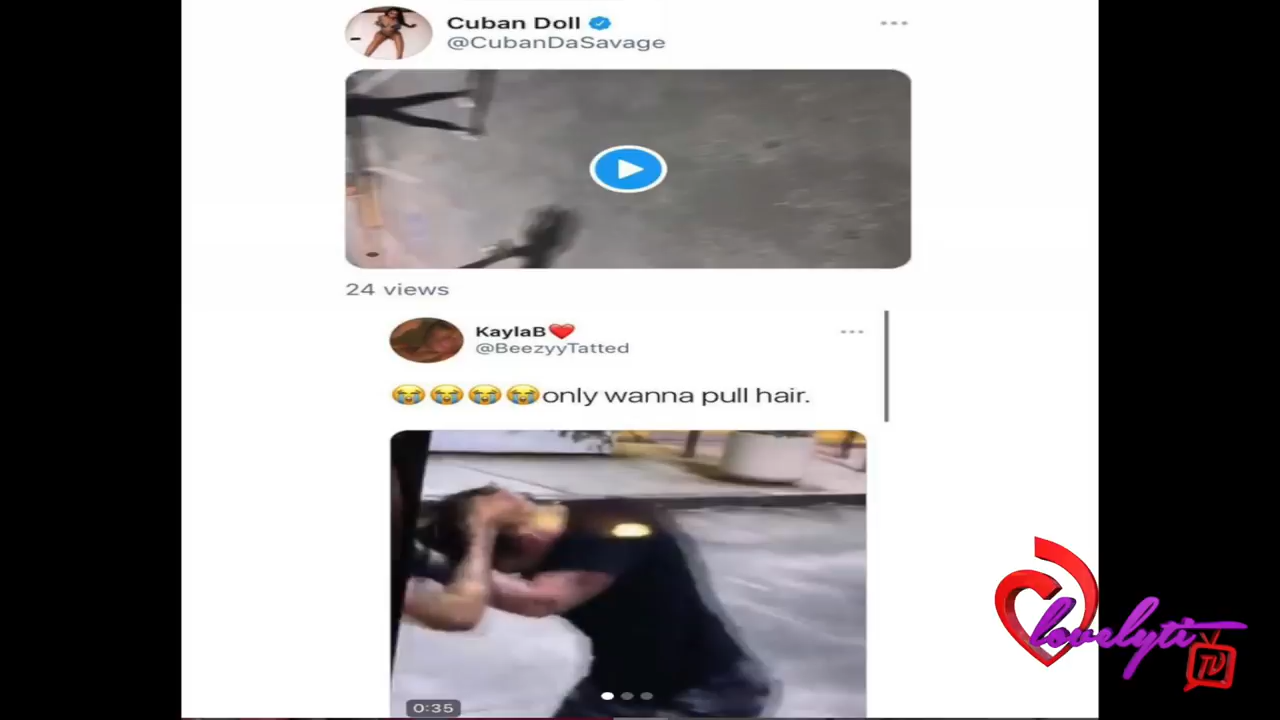 Cuban Doll
@CubanDaSavage
24 views
KaylaB❤️
@BeezyyTatted
😭😭😭😭only wanna pull hair.
0:35
lovelyti
TV